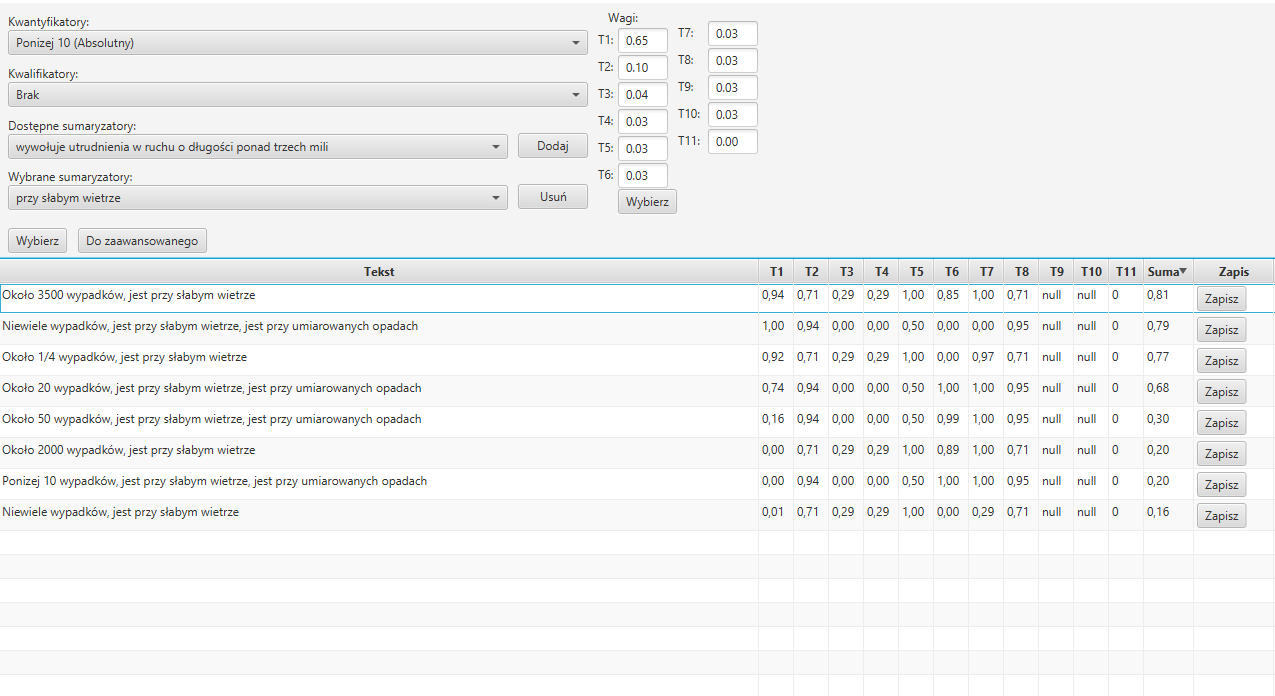 Kwantyfikatory:
Ponizej 10 (Absolutny)
Kwalifikatory:
Brak
Dostępne sumaryzatory:
wywołuje utrudnienia w ruchu o długości ponad trzech mili
Dodaj
Wybrane sumaryzatory:
przy słabym wietrze
Usuń
Wybierz
Do zaawansowanego
Wagi:
T1: 0.65
T2: 0.10
T3: 0.04
T4: 0.03
T5: 0.03
T6: 0.03
Wybierz
T7: 0.03
T8: 0.03
T9: 0.03
T10: 0.03
T11: 0.00
Tekst T1 T2 T3 T4 T5 T6 T7 T8 T9 T10 T11 Suma Zapis
Około 3500 wypadków, jest przy słabym wietrze 0,94 0,71 0,29 0,29 1,00 0,85 1,00 0,71 null null 0 0,81 Zapisz
Niewiele wypadków, jest przy słabym wietrze, jest przy umiarowanych opadach 1,00 0,94 0,00 0,00 0,50 0,00 0,00 0,95 null null 0 0,79 Zapisz
Około 1/4 wypadków, jest przy słabym wietrze 0,92 0,71 0,29 0,29 1,00 0,00 0,97 0,71 null null 0 0,77 Zapisz
Około 20 wypadków, jest przy słabym wietrze, jest przy umiarowanych opadach 0,74 0,94 0,00 0,00 0,50 1,00 1,00 0,95 null null 0 0,68 Zapisz
Około 50 wypadków, jest przy słabym wietrze, jest przy umiarowanych opadach 0,16 0,94 0,00 0,00 0,50 0,99 1,00 0,95 null null 0 0,30 Zapisz
Około 2000 wypadków, jest przy słabym wietrze 0,00 0,71 0,29 0,29 1,00 0,89 1,00 0,71 null null 0 0,20 Zapisz
Ponizej 10 wypadków, jest przy słabym wietrze, jest przy umiarowanych opadach 0,00 0,94 0,00 0,00 0,50 1,00 1,00 0,95 null null 0 0,20 Zapisz
Niewiele wypadków, jest przy słabym wietrze 0,01 0,71 0,29 0,29 1,00 0,00 0,29 0,71 null null 0 0,16 Zapisz